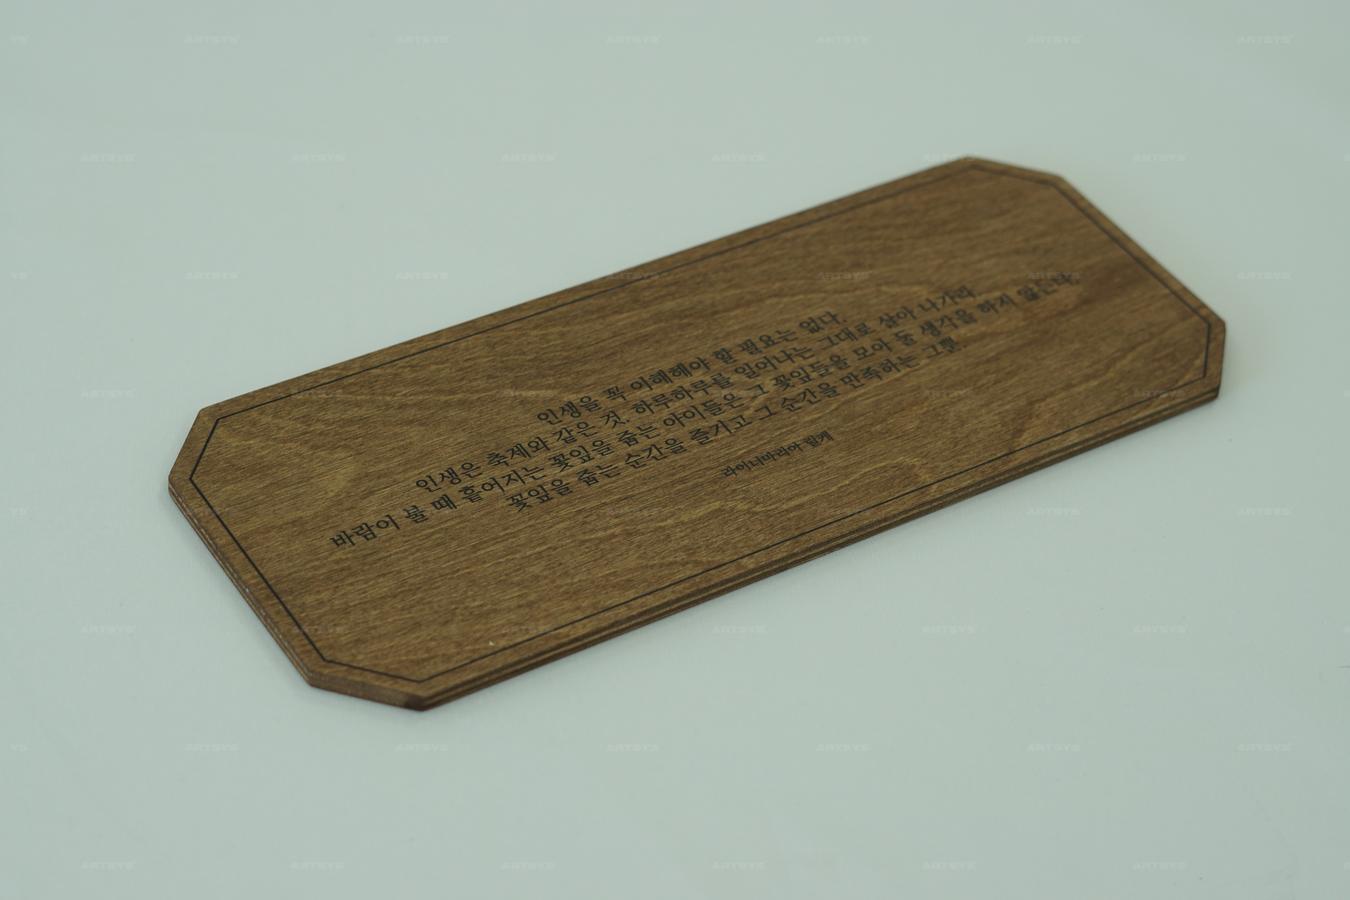 인생을 꼭 이해해야 할 필요는 없다.
인생은 축제와 같은 것. 하루하루를 일어나는 그대로 살아 나가라
바람이 불 때 흩어지는 꽃잎을 줍는 아이들은 그 꽃잎들을 모아 둘 생각을 하지 않는다.
꽃잎을 줍는 순간을 즐기고 그 순간을 만족하는 그뿐
라이너마리아 릴케